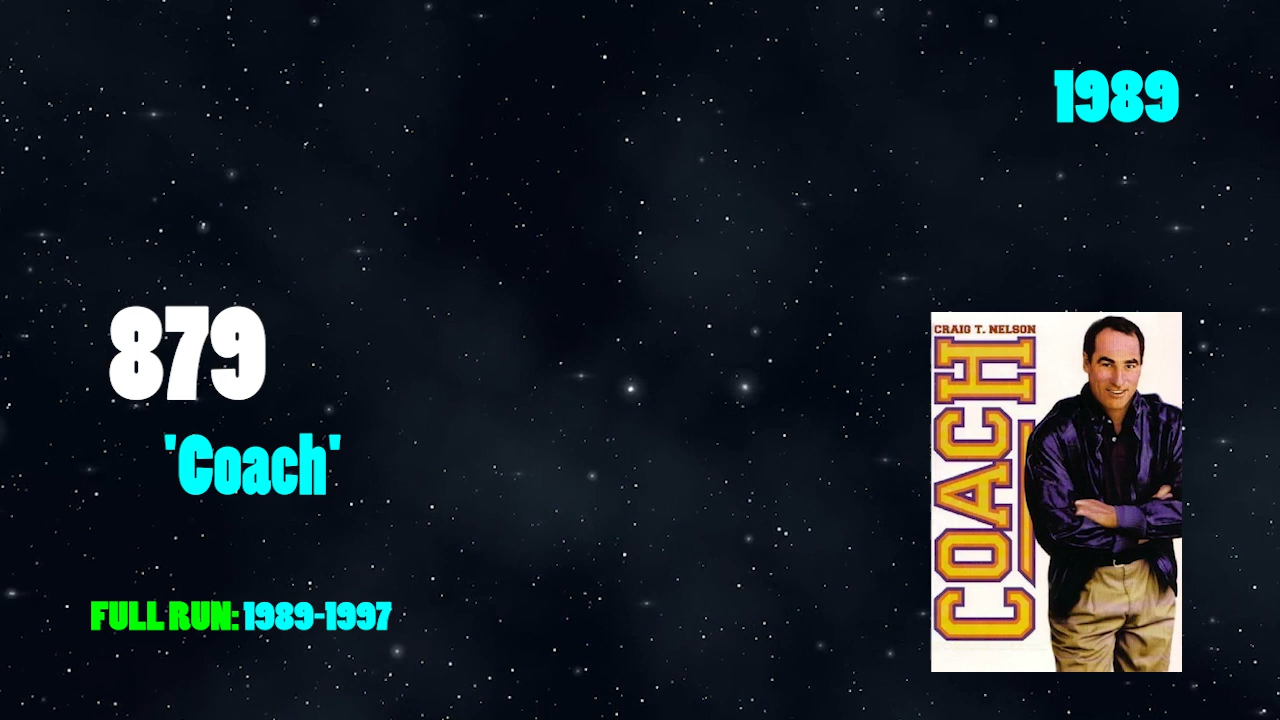 1989
879
'Coach'
FULL RUN: 1989-1997
CRAIG T. NELSON
COACH